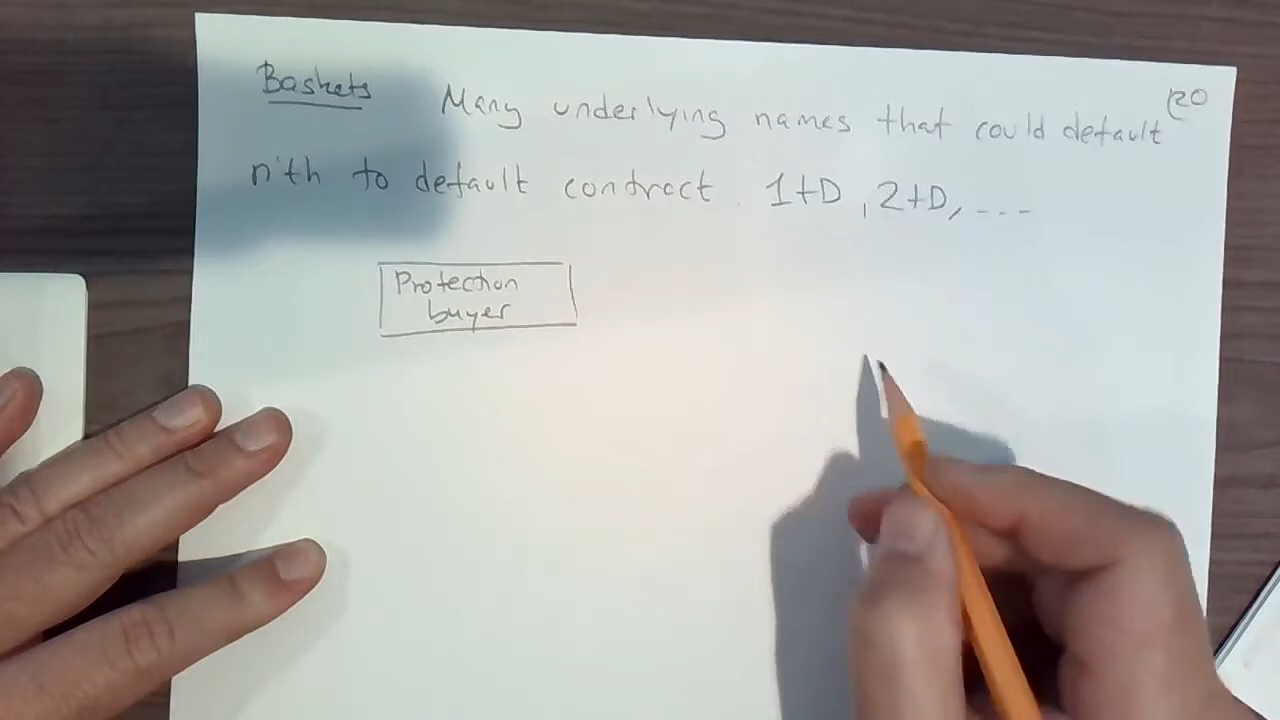 Baskets Many underlying names that could default
n'th to default contract. 1tD, 2tD, ---
Protection
buyer